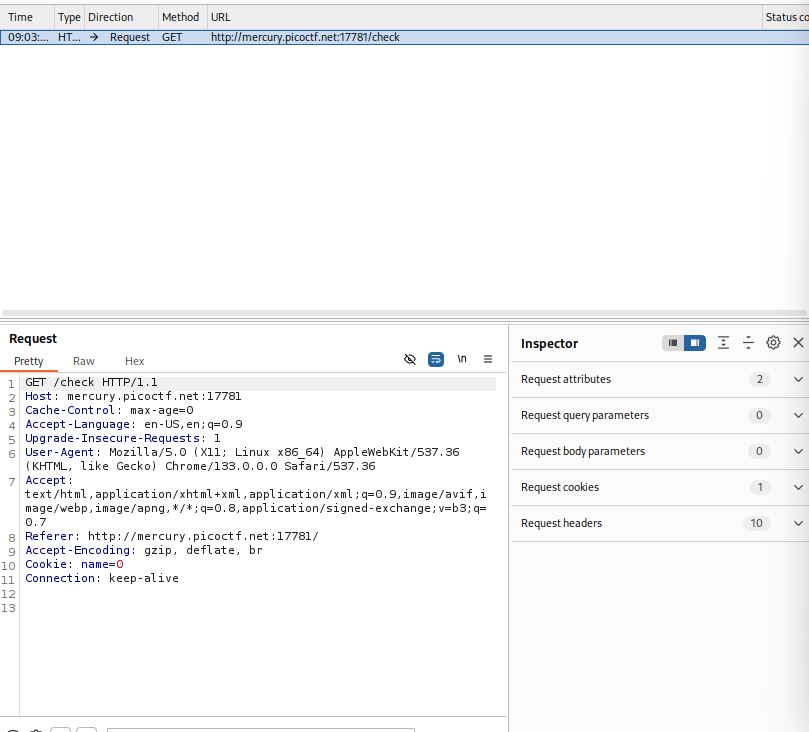 Time Type Direction Method URL Status co
09:03:... HT... → Request GET http://mercury.picoctf.net:17781/check
Request
Pretty Raw Hex \n
1 GET /check HTTP/1.1
2 Host: mercury.picoctf.net:17781
3 Cache-Control: max-age=0
4 Accept-Language: en-US,en;q=0.9
5 Upgrade-Insecure-Requests: 1
6 User-Agent: Mozilla/5.0 (X11; Linux x86_64) AppleWebKit/537.36
(KHTML, like Gecko) Chrome/133.0.0.0 Safari/537.36
7 Accept:
text/html,application/xhtml+xml,application/xml;q=0.9,image/avif,i
mage/webp,image/apng,*/*;q=0.8,application/signed-exchange;v=b3;q=
0.7
8 Referer: http://mercury.picoctf.net:17781/
9 Accept-Encoding: gzip, deflate, br
10 Cookie: name=0
11 Connection: keep-alive
12
13
Inspector
Request attributes 2
Request query parameters 0
Request body parameters 0
Request cookies 1
Request headers 10